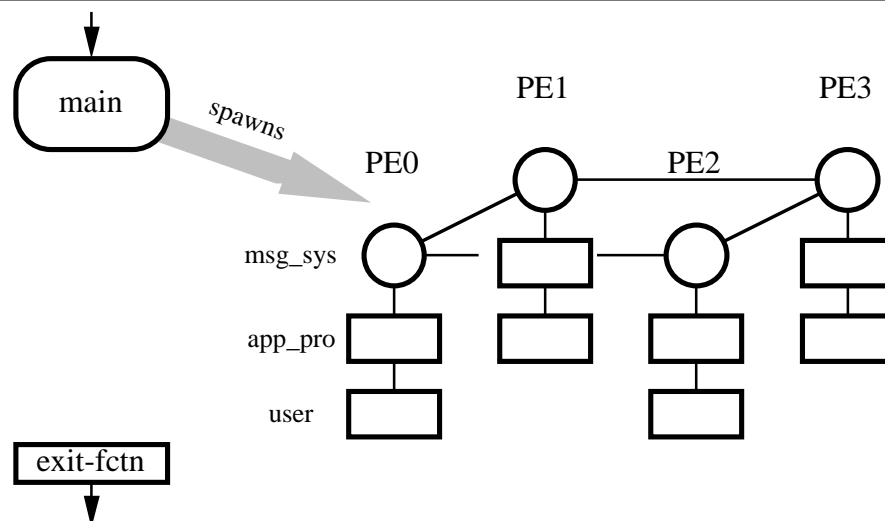 PE1
PE3
main
spawns
PE0
PE2
msg_sys
app_pro
user
exit-fctn